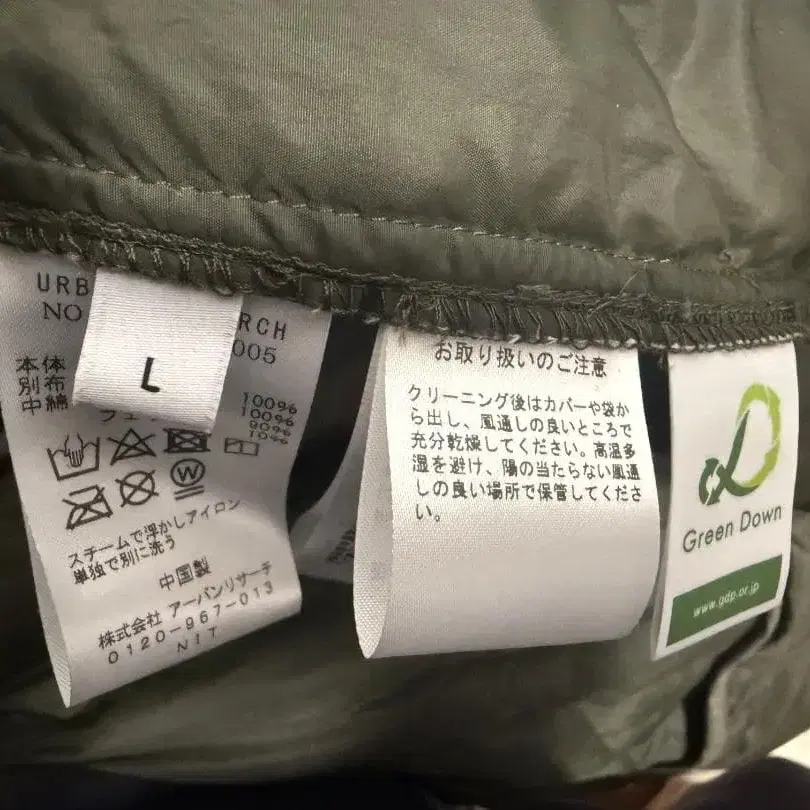 URB
RCH
NO
005
L
本体
100%
別布
100%
中綿
90%
フェ
10%
W
スチームで浮かしアイロン
単独で別に洗う
中国製
株式会社 アーバンリサーチ
0120-967-013
NIT
お取り扱いのご注意
クリーニング後はカバーや袋か
ら出し、風通しの良いところで
充分乾燥してください。高温多
湿を避け、陽の当たらない風通
しの良い場所で保管してくださ
い。
Green Down
www.gdp.or.jp